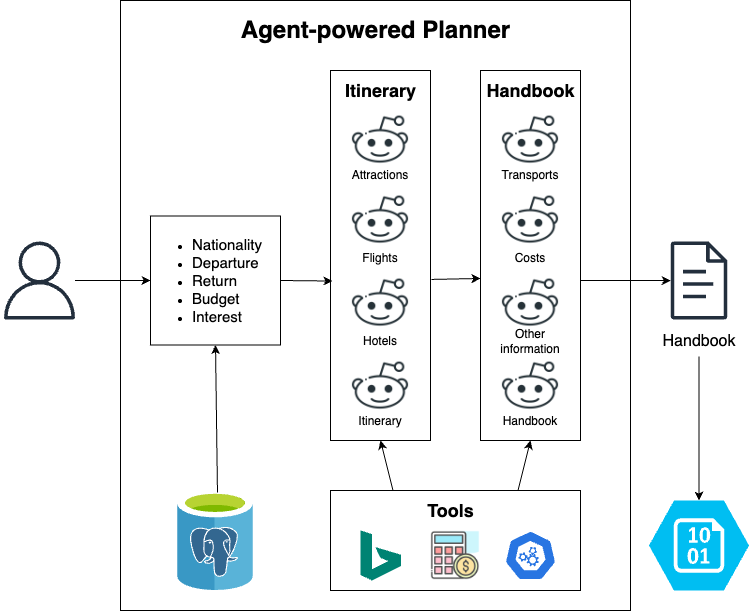 Agent-powered Planner
Itinerary
Attractions
Flights
Hotels
Itinerary
Handbook
Transports
Costs
Other
information
Handbook
• Nationality
• Departure
• Return
• Budget
• Interest
Handbook
Tools
10
01